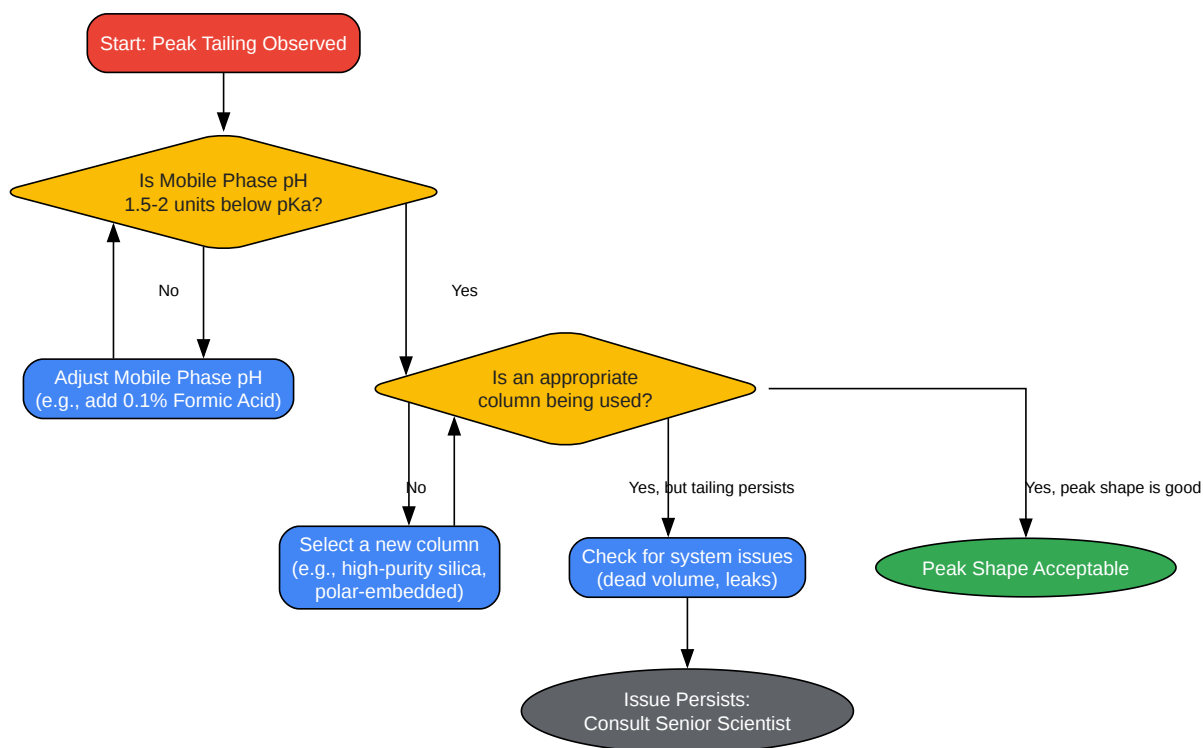 Start: Peak Tailing Observed
Is Mobile Phase pH
1.5-2 units below pKa?
No
Yes
Adjust Mobile Phase pH
(e.g., add 0.1% Formic Acid)
Is an appropriate
column being used?
No
Yes, but tailing persists
Yes, peak shape is good
Select a new column
(e.g., high-purity silica,
polar-embedded)
Check for system issues
(dead volume, leaks)
Peak Shape Acceptable
Issue Persists:
Consult Senior Scientist